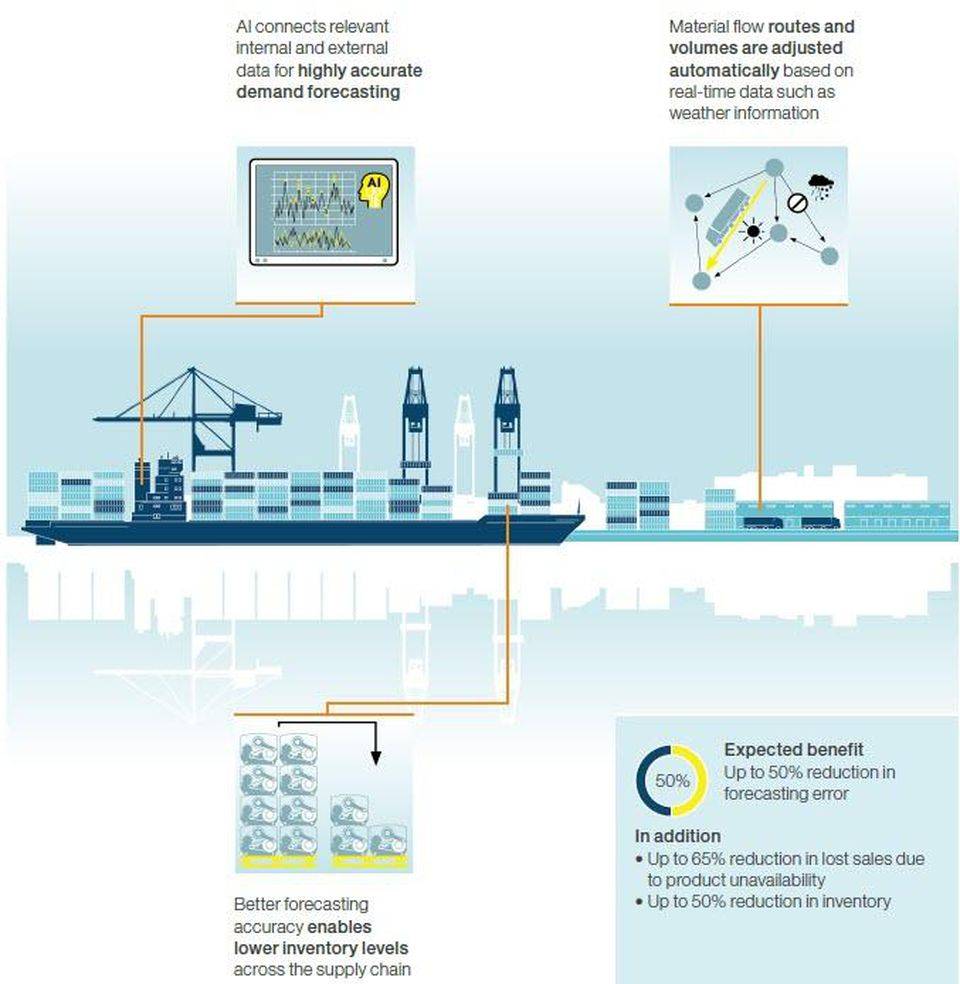 AI connects relevant
internal and external
data for highly accurate
demand forecasting
Material flow routes and
volumes are adjusted
automatically based on
real-time data such as
weather information
AI
Better forecasting
accuracy enables
lower inventory levels
across the supply chain
50%
Expected benefit
Up to 50% reduction in
forecasting error
In addition
• Up to 65% reduction in lost sales due
to product unavailability
• Up to 50% reduction in inventory